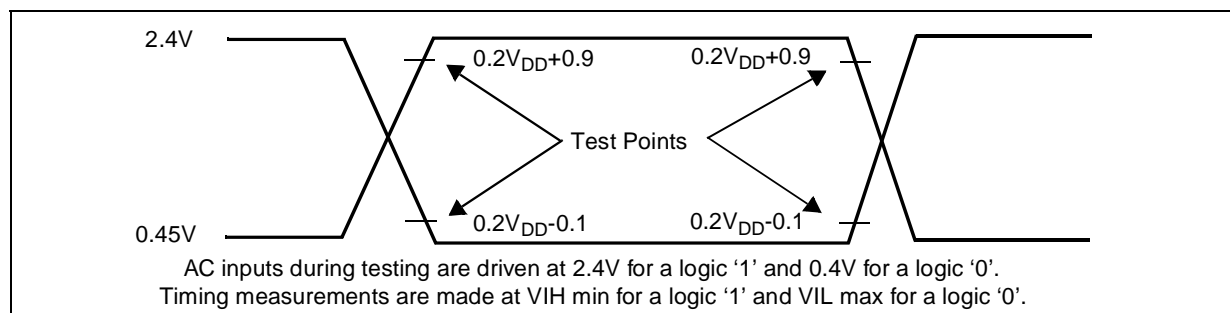 2.4V
0.2VDD+0.9 0.2VDD+0.9
Test Points
0.2VDD-0.1 0.2VDD-0.1
0.45V
AC inputs during testing are driven at 2.4V for a logic ‘1’ and 0.4V for a logic ‘0’.
Timing measurements are made at VIH min for a logic ‘1’ and VIL max for a logic ‘0’.